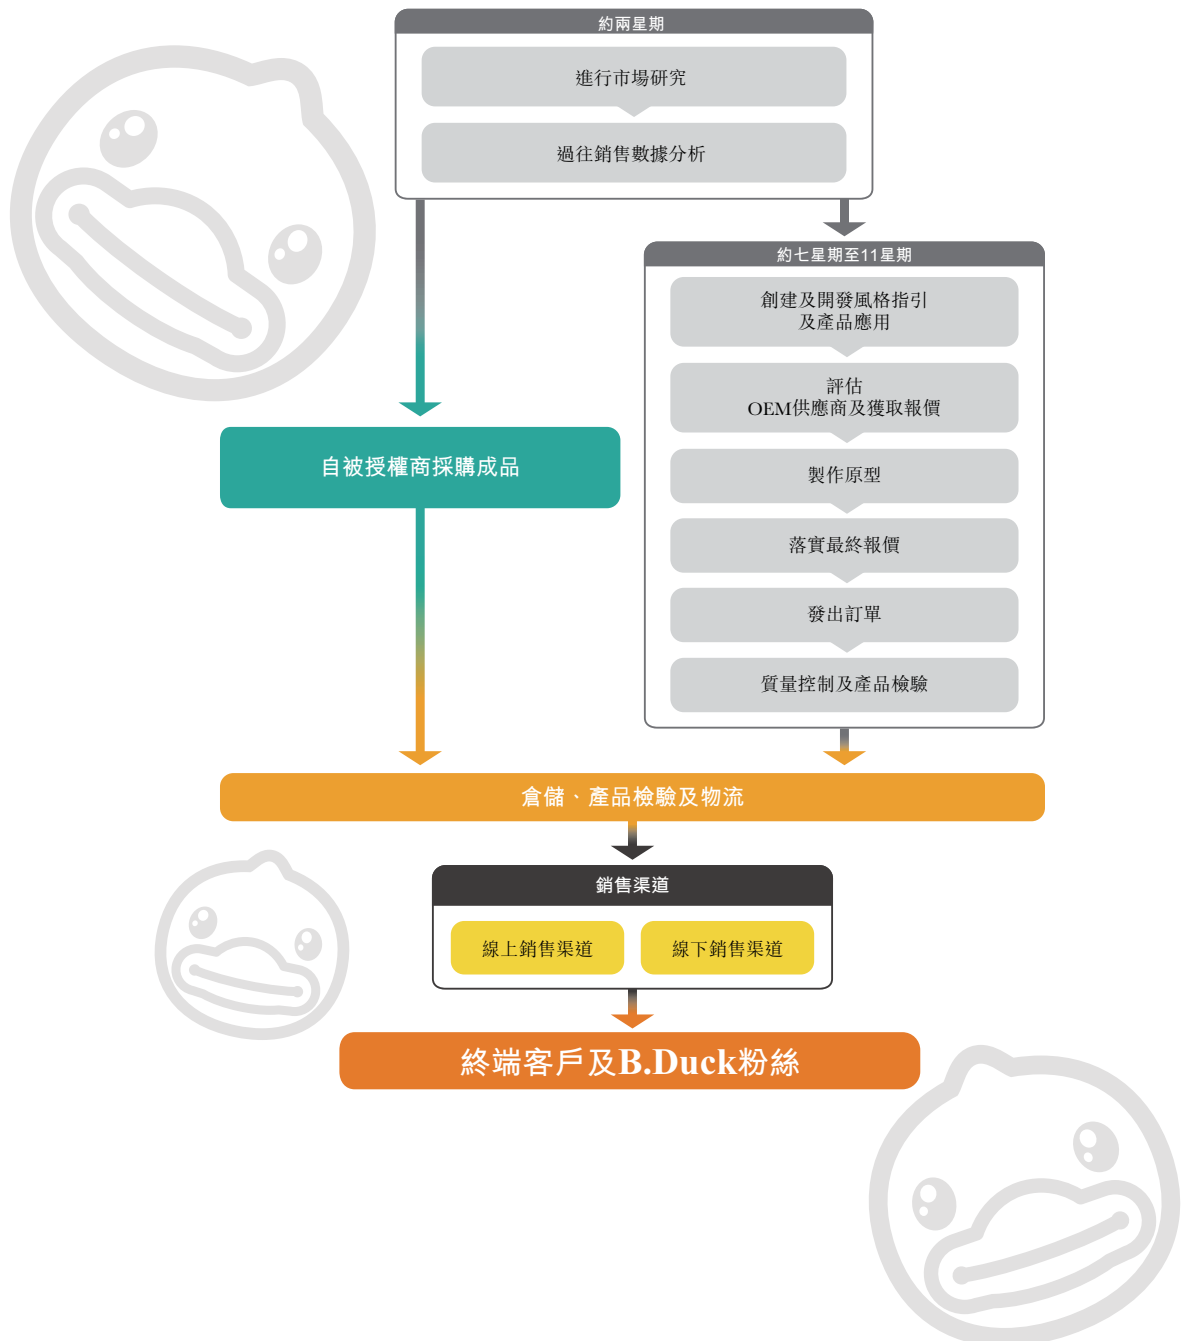 約兩星期
進行市場研究
過往銷售數據分析
約七星期至11星期
創建及開發風格指引
及產品應用
評估
OEM供應商及獲取報價
自被授權商採購成品
製作原型
落實最終報價
發出訂單
質量控制及產品檢驗
倉儲、產品檢驗及物流
銷售渠道
線上銷售渠道
線下銷售渠道
終端客戶及B.Duck粉絲